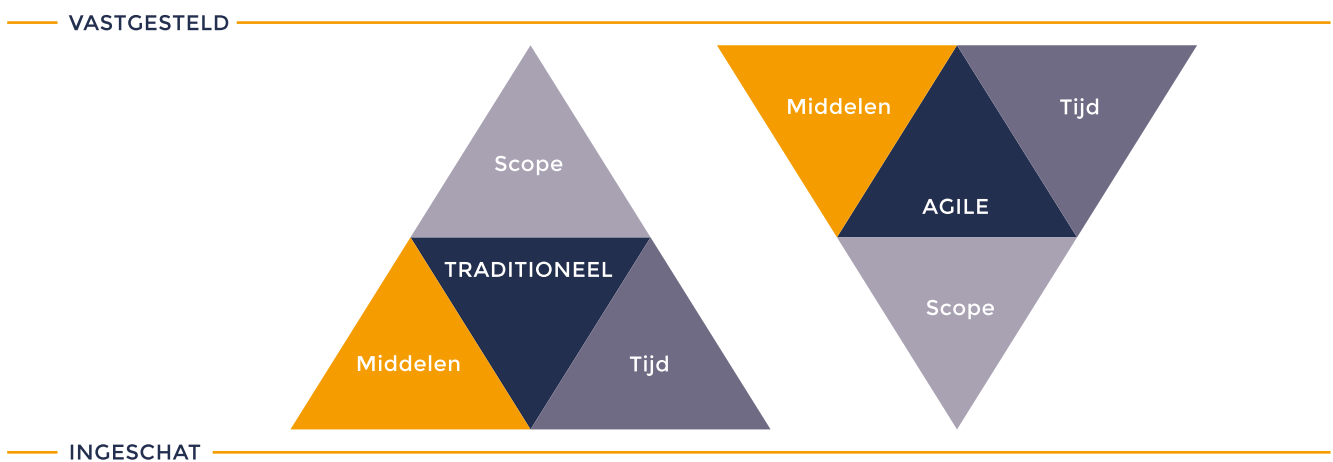 VASTGESTELD
Scope
TRADITIONEEL
Middelen
Tijd
Middelen
Tijd
AGILE
Scope
INGESCHAT